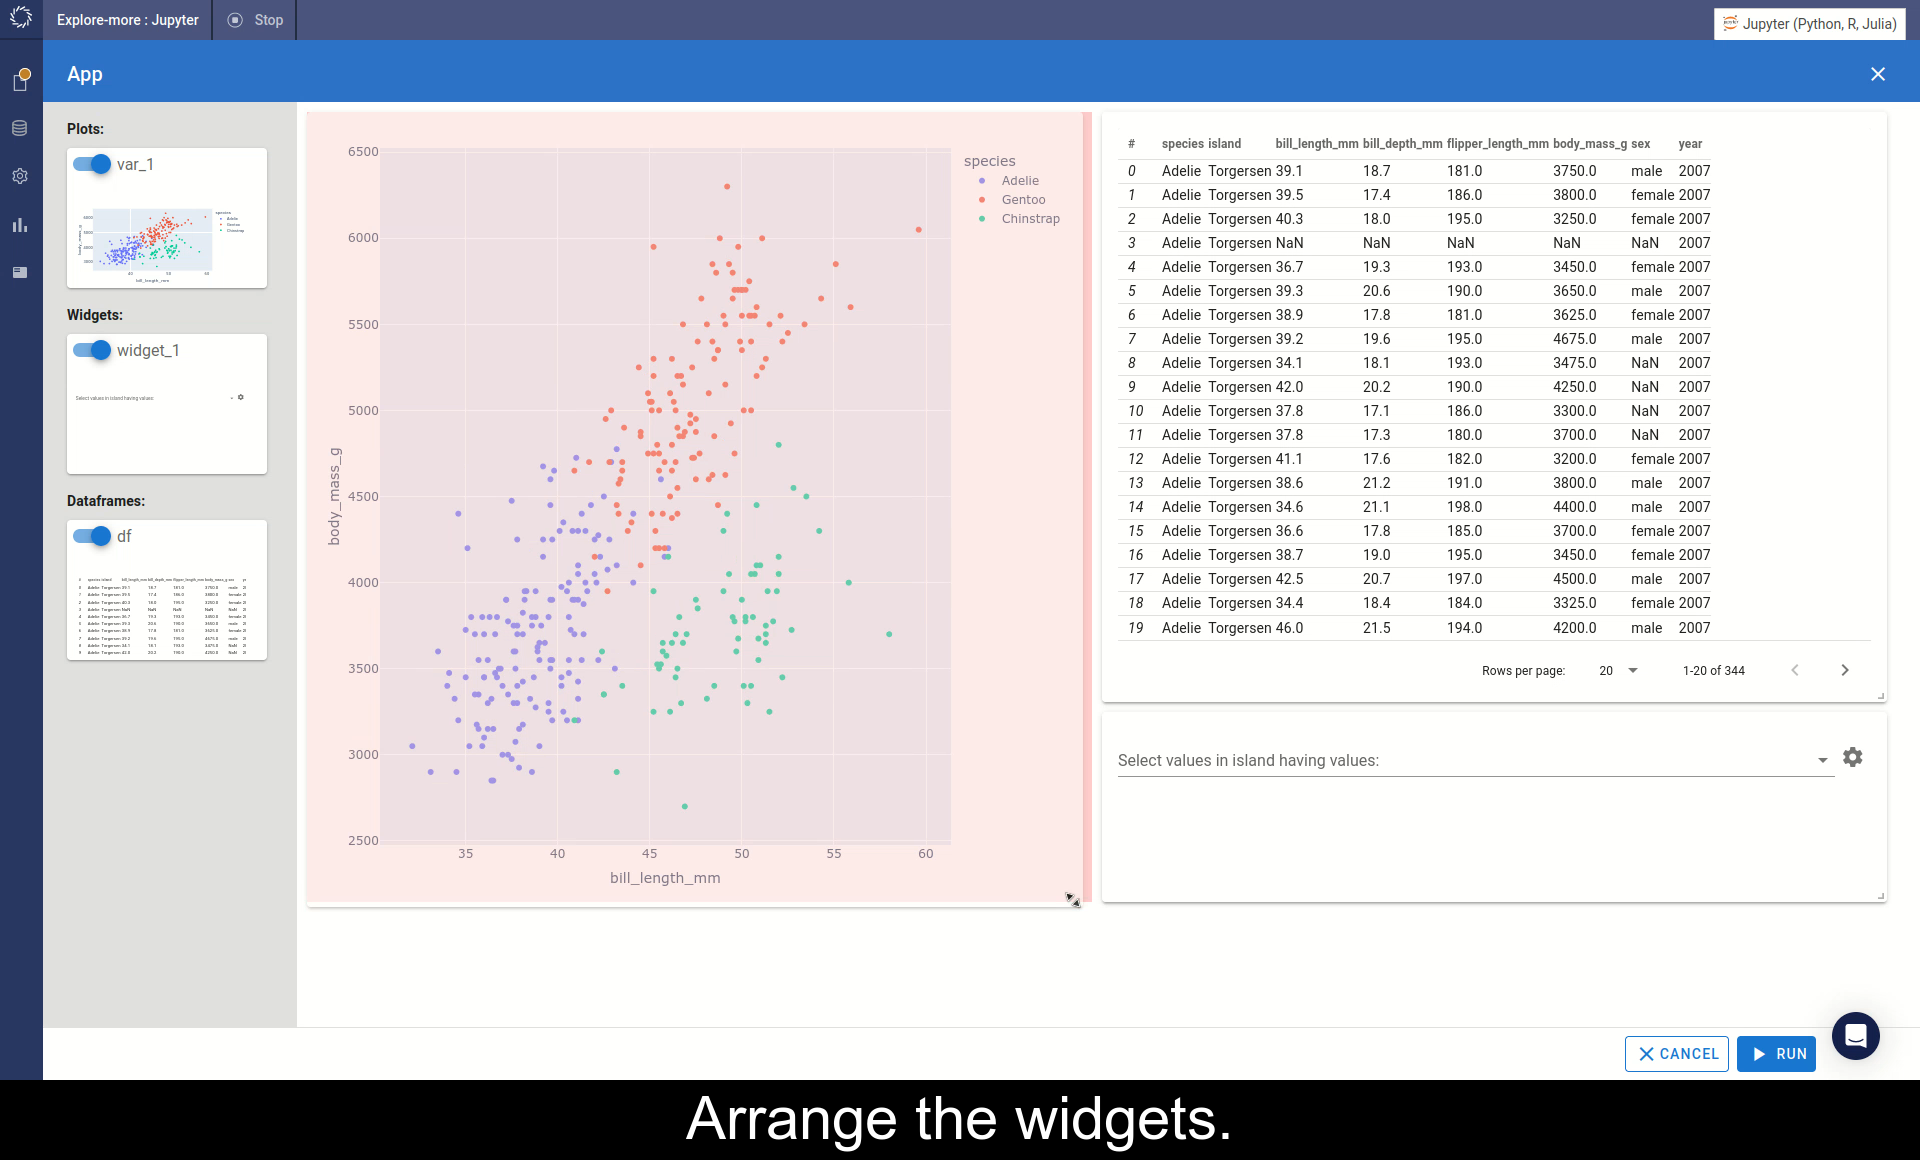 Explore-more : Jupyter
Stop
Jupyter (Python, R, Julia)
App
Plots:
var_1
Widgets:
widget_1
Select values in island having values:
Dataframes:
df
6500
6000
5500
5000
4500
4000
3500
3000
2500
body_mass_g
35 40 45 50 55 60
bill_length_mm
species
Adelie
Gentoo
Chinstrap
# species island bill_length_mm bill_depth_mm flipper_length_mm body_mass_g sex year
0 Adelie Torgersen 39.1 18.7 181.0 3750.0 male 2007
1 Adelie Torgersen 39.5 17.4 186.0 3800.0 female 2007
2 Adelie Torgersen 40.3 18.0 195.0 3250.0 female 2007
3 Adelie Torgersen NaN NaN NaN NaN NaN 2007
4 Adelie Torgersen 36.7 19.3 193.0 3450.0 female 2007
5 Adelie Torgersen 39.3 20.6 190.0 3650.0 male 2007
6 Adelie Torgersen 38.9 17.8 181.0 3625.0 female 2007
7 Adelie Torgersen 39.2 19.6 195.0 4675.0 male 2007
8 Adelie Torgersen 34.1 18.1 193.0 3475.0 NaN 2007
9 Adelie Torgersen 42.0 20.2 190.0 4250.0 NaN 2007
10 Adelie Torgersen 37.8 17.1 186.0 3300.0 NaN 2007
11 Adelie Torgersen 37.8 17.3 180.0 3700.0 NaN 2007
12 Adelie Torgersen 41.1 17.6 182.0 3200.0 female 2007
13 Adelie Torgersen 38.6 21.2 191.0 3800.0 male 2007
14 Adelie Torgersen 34.6 21.1 198.0 4400.0 male 2007
15 Adelie Torgersen 36.6 17.8 185.0 3700.0 female 2007
16 Adelie Torgersen 38.7 19.0 195.0 3450.0 female 2007
17 Adelie Torgersen 42.5 20.7 197.0 4500.0 male 2007
18 Adelie Torgersen 34.4 18.4 184.0 3325.0 female 2007
19 Adelie Torgersen 46.0 21.5 194.0 4200.0 male 2007
Rows per page: 20 1-20 of 344
Select values in island having values:
CANCEL
RUN
Arrange the widgets.